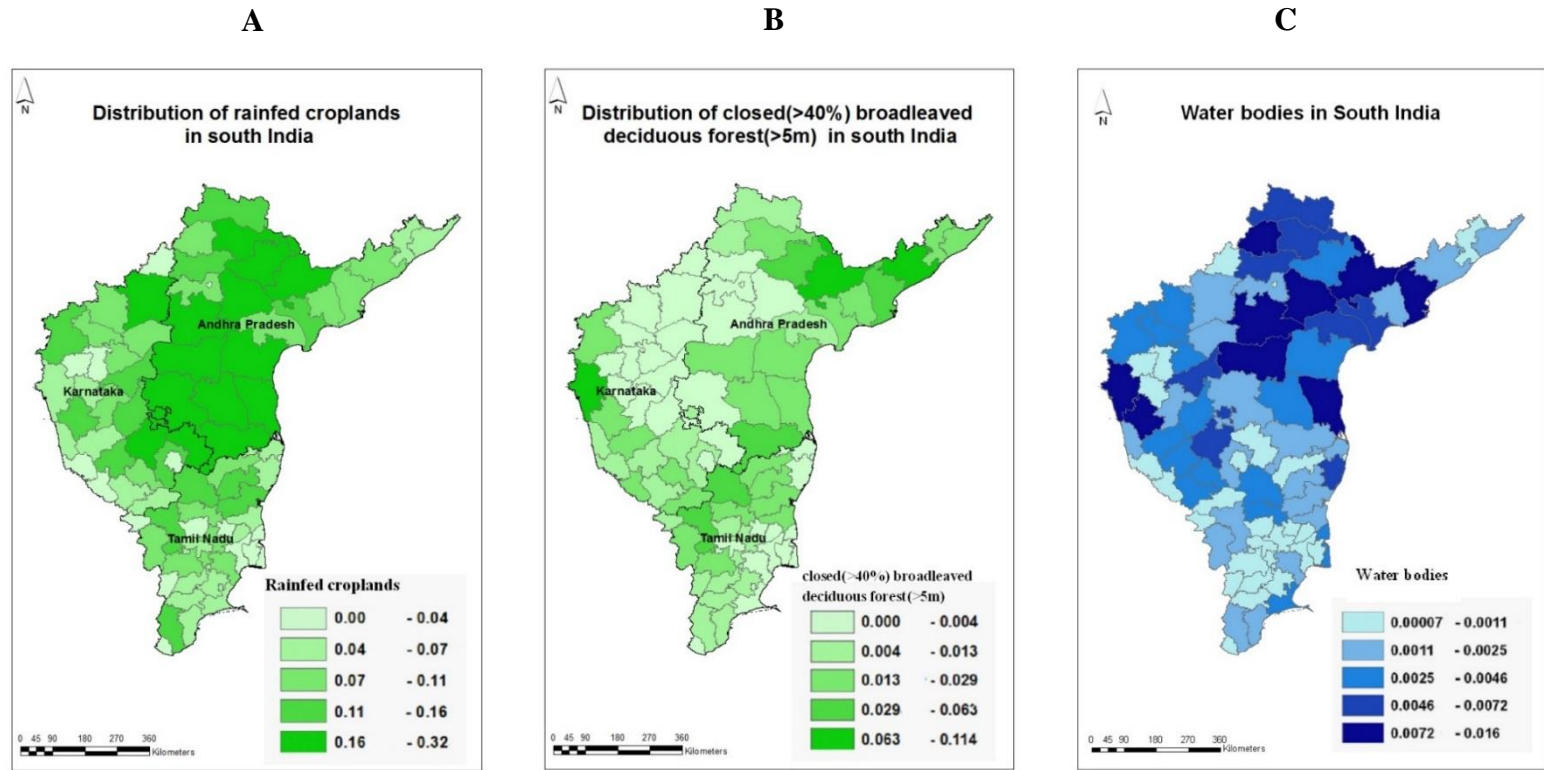 A
B
C
N
Distribution of rainfed croplands
in south India
Andhra Pradesh
Karnataka
Tamil Nadu
Rainfed croplands
0.00 - 0.04
0.04 - 0.07
0.07 - 0.11
0.11 - 0.16
0.16 - 0.32
0 45 90 180 270 360
Kilometers
N
Distribution of closed(>40%) broadleaved
deciduous forest(>5m) in south India
Andhra Pradesh
Karnataka
Tamil Nadu
closed(>40%) broadleaved
deciduous forest(>5m)
0.000 - 0.004
0.004 - 0.013
0.013 - 0.029
0.029 - 0.063
0.063 - 0.114
0 45 90 180 270 360
Kilometers
N
Water bodies in South India
Water bodies
0.00007 - 0.0011
0.0011 - 0.0025
0.0025 - 0.0046
0.0046 - 0.0072
0.0072 - 0.016
0 45 90 180 270 360
Kilometers